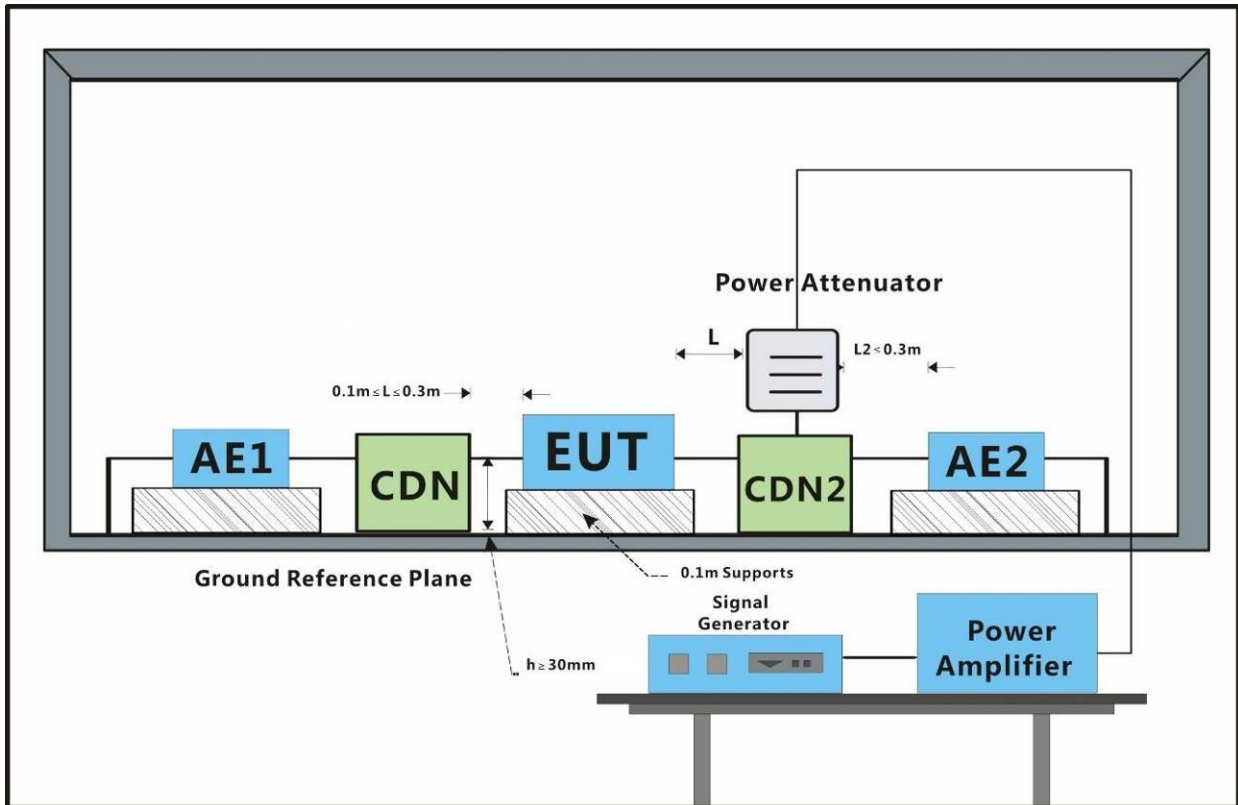 Power Attenuator
L
L2 ≤ 0.3m
0.1m ≤ L ≤ 0.3m
AE1
CDN
EUT
CDN2
AE2
Ground Reference Plane
0.1m Supports
h ≥ 30mm
Signal
Generator
Power
Amplifier